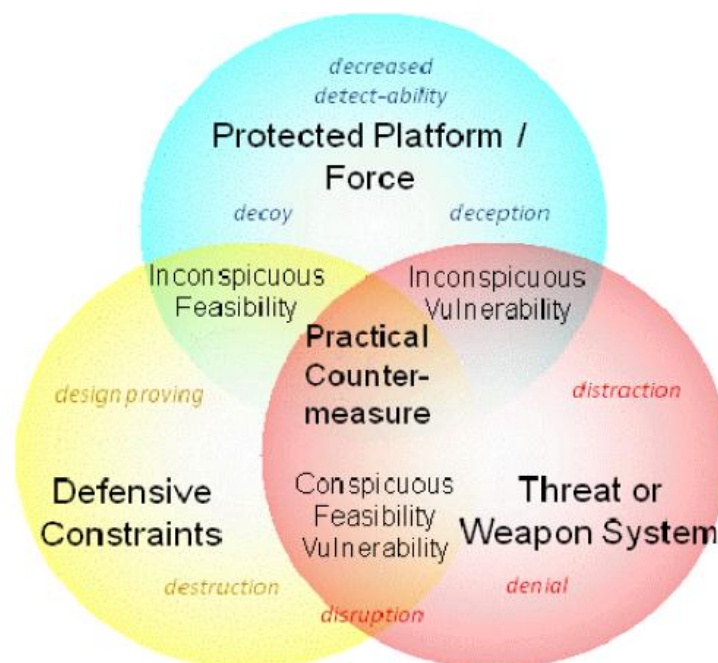 decreased
detect-ability
Protected Platform /
Force
decoy
deception
Inconspicuous
Feasibility
Inconspicuous
Vulnerability
Practical
Counter-
measure
design proving
distraction
Defensive
Constraints
Conspicuous
Feasibility
Vulnerability
Threat or
Weapon System
destruction
disruption
denial